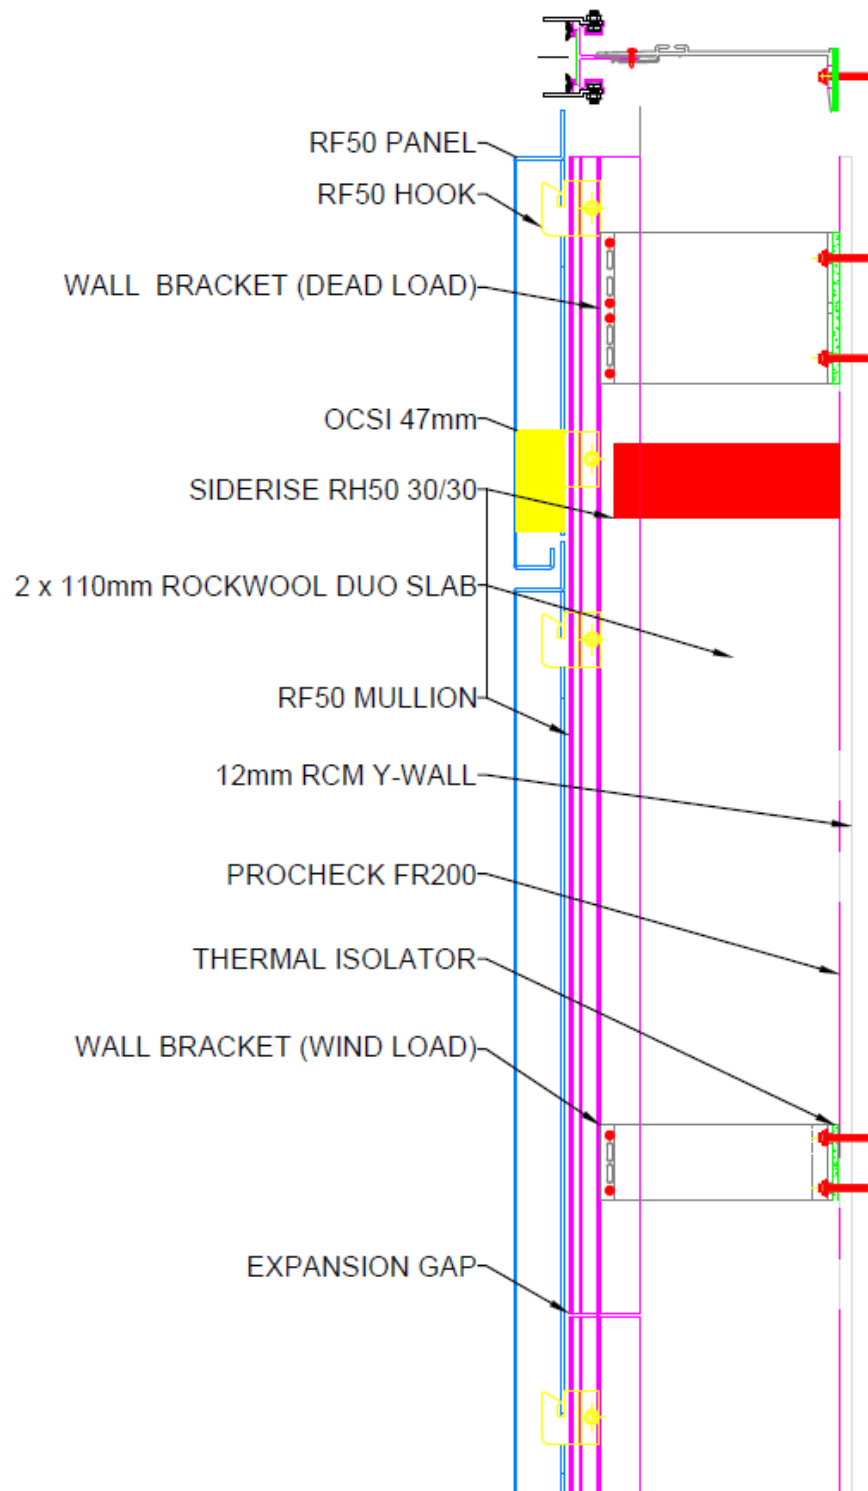 RF50 PANEL
RF50 HOOK
WALL BRACKET (DEAD LOAD)
OCSI 47mm
SIDERISE RH50 30/30
2 x 110mm ROCKWOOL DUO SLAB
RF50 MULLION
12mm RCM Y-WALL
PROCHECK FR200
THERMAL ISOLATOR
WALL BRACKET (WIND LOAD)
EXPANSION GAP